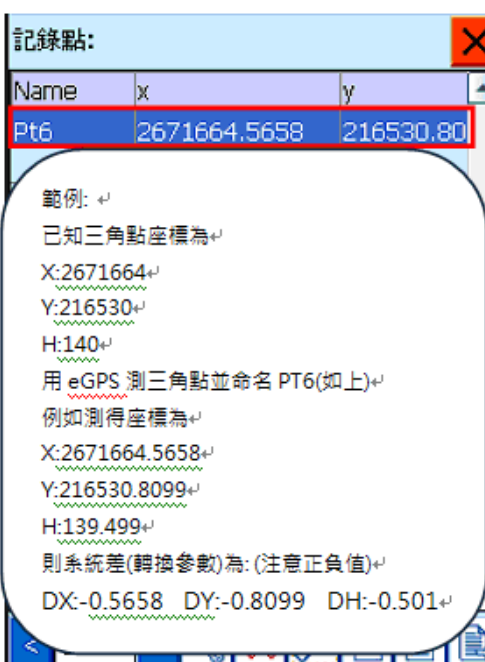 記錄點:
Name x y
Pt6 2671664.5658 216530.80
範例:
已知三角點座標為
X:2671664
Y:216530
H:140
用 eGPS 測三角點並命名 PT6(如上)
例如測得座標為
X:2671664.5658
Y:216530.8099
H:139.499
則系統差(轉換參數)為: (注意正負值)
DX:-0.5658 DY:-0.8099 DH:-0.501